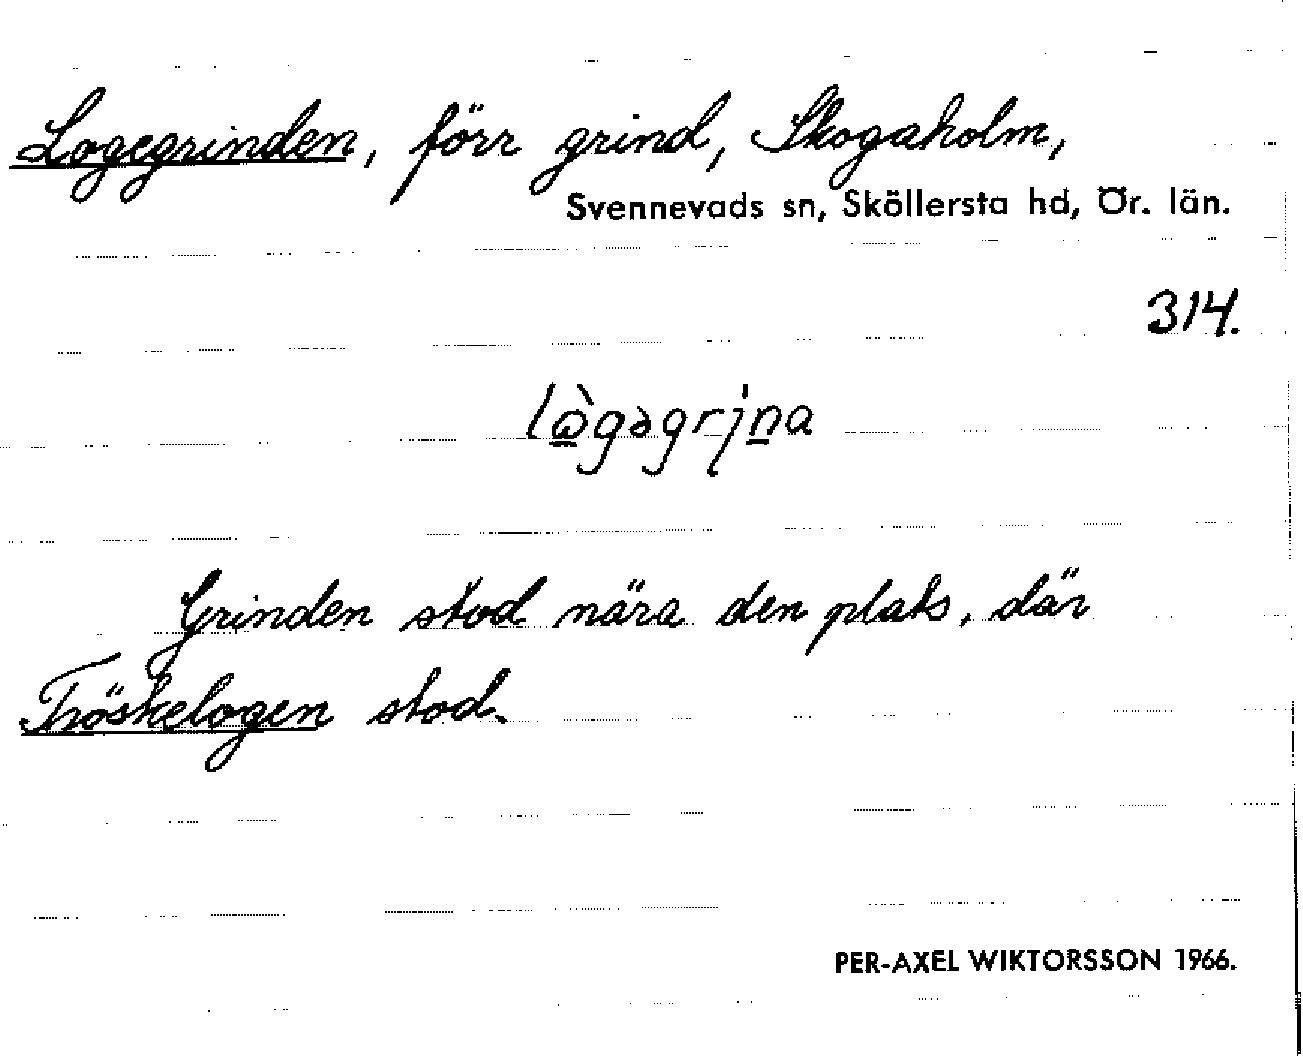 Logegrinden, förr grind, Skogaholm,
Svennevads sn, Sköllersta hd, Ör. län.
314.
lògəgrịna
Grinden stod nära den plats, där
Tröskelogen stod.
PER-AXEL WIKTORSSON 1966.